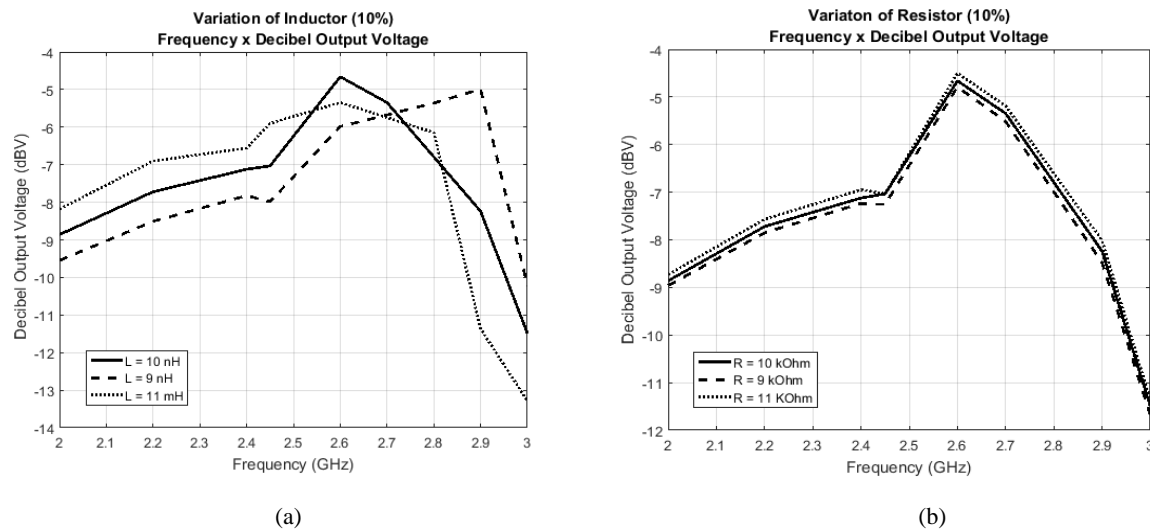 Variation of Inductor (10%)
Frequency x Decibel Output Voltage
Decibel Output Voltage (dBV)
-4
-5
-6
-7
-8
-9
-10
-11
-12
-13
-14
L = 10 nH
L = 9 nH
L = 11 mH
2
2.1
2.2
2.3
2.4
2.5
2.6
2.7
2.8
2.9
3
Frequency (GHz)
(a)
Variaton of Resistor (10%)
Frequency x Decibel Output Voltage
Decibel Output Voltage (dBV)
-4
-5
-6
-7
-8
-9
-10
-11
-12
R = 10 kOhm
R = 9 kOhm
R = 11 KOhm
2
2.1
2.2
2.3
2.4
2.5
2.6
2.7
2.8
2.9
3
Frequency (GHz)
(b)